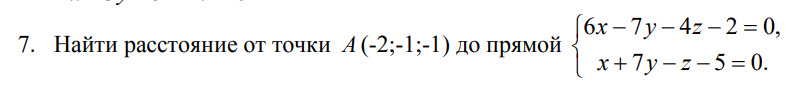 7. Найти расстояние от точки A (-2;-1;-1) до прямой { 6x − 7y − 4z − 2 = 0,
x + 7y − z − 5 = 0.